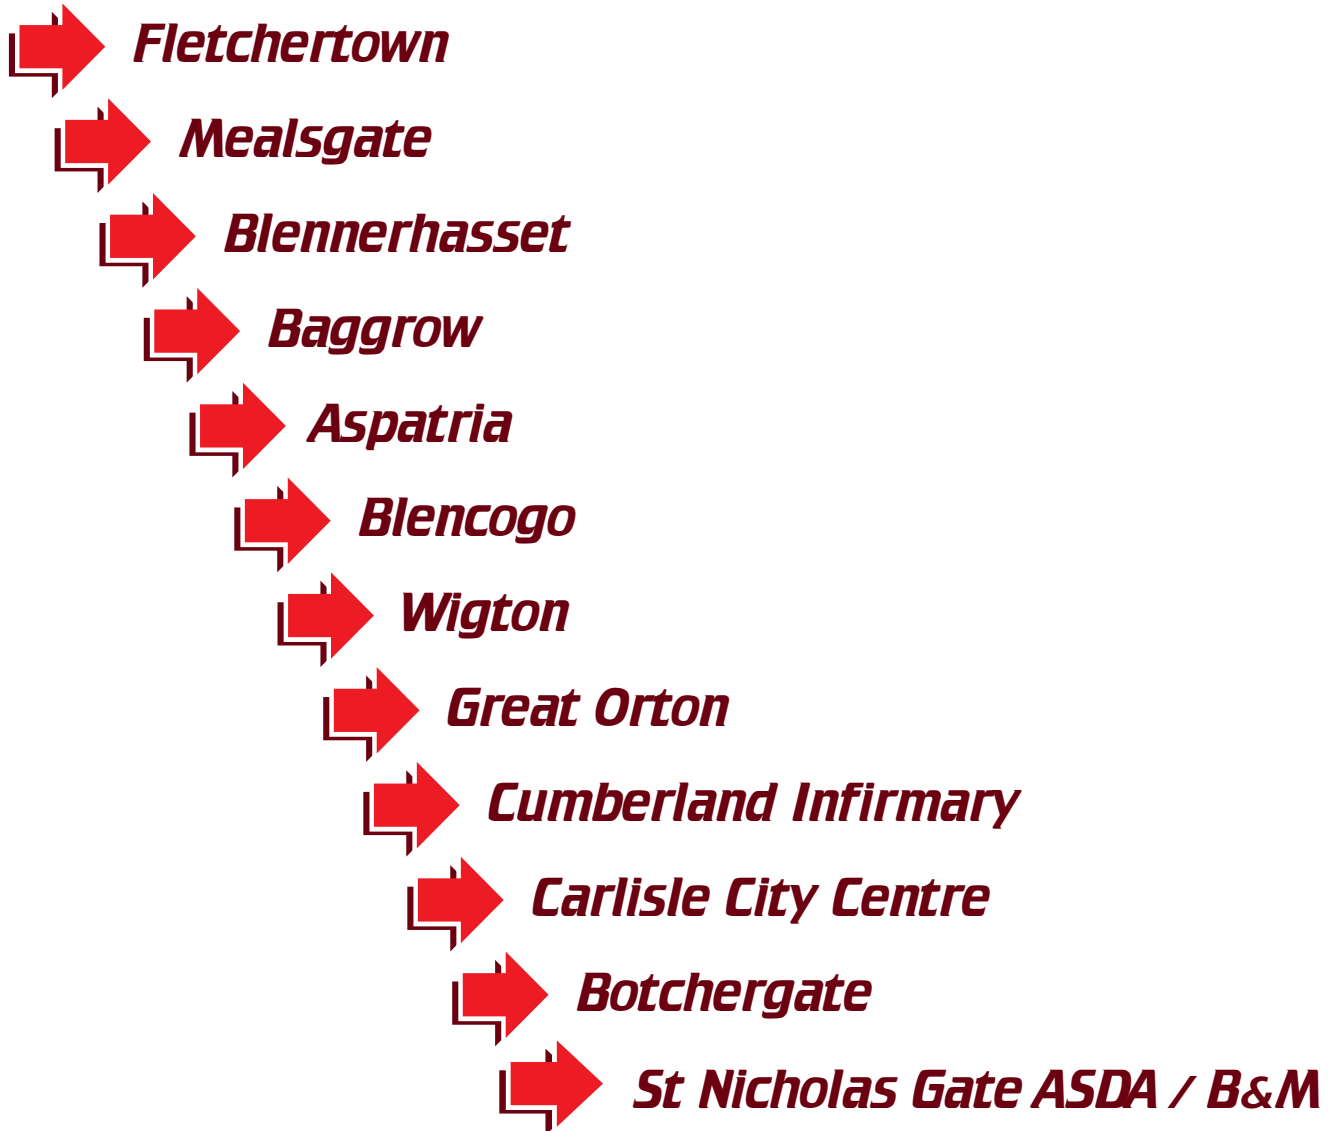 Fletchertown
Mealsgate
Blennerhasset
Baggrow
Aspatria
Blencogo
Wigton
Great Orton
Cumberland Infirmary
Carlisle City Centre
Botchergate
St Nicholas Gate ASDA / B&M